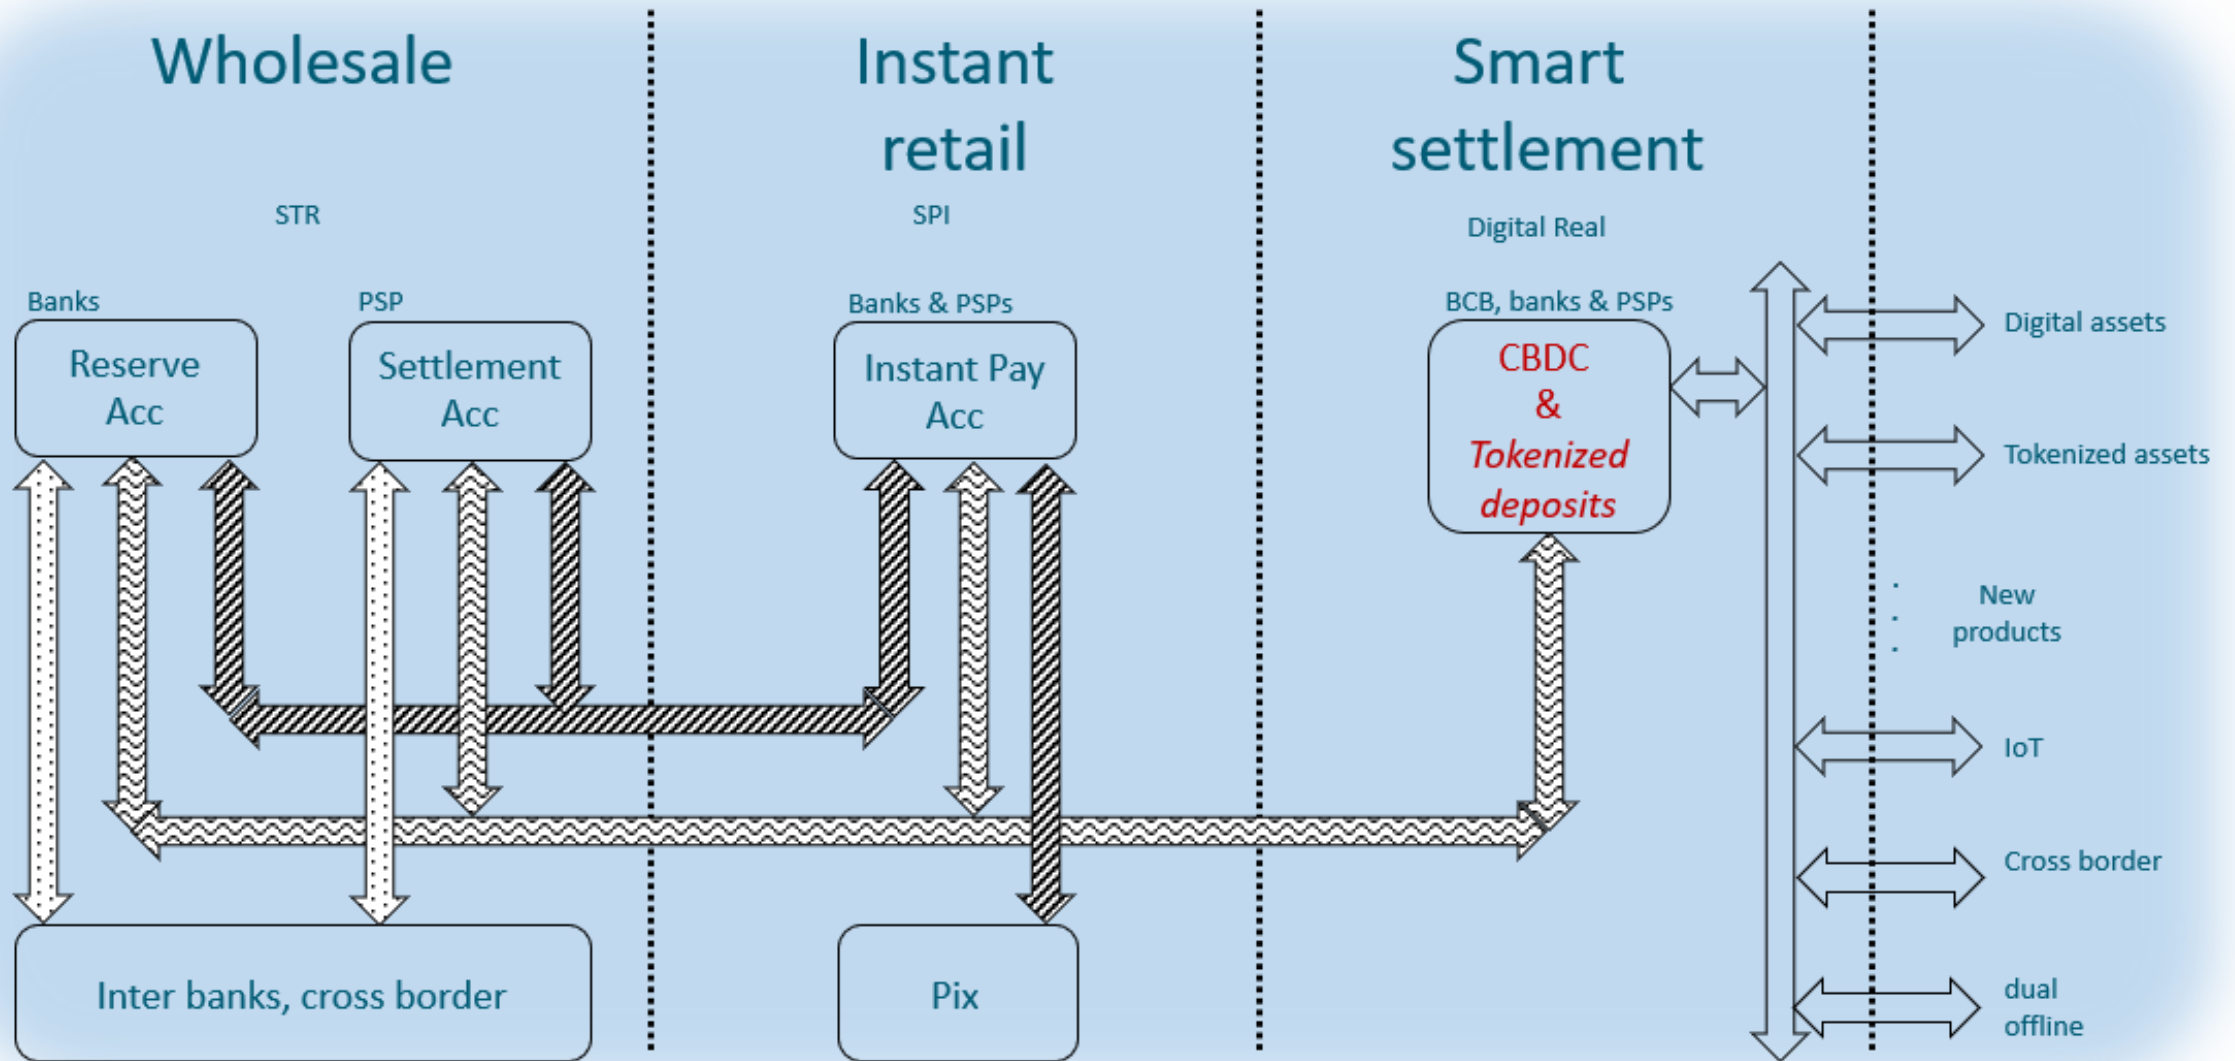 Wholesale
STR
Banks
Reserve
Acc
PSP
Settlement
Acc
Inter banks, cross border
Instant
retail
SPI
Banks & PSPs
Instant Pay
Acc
Pix
Smart
settlement
Digital Real
BCB, banks & PSPs
CBDC
&
Tokenized
deposits
Digital assets
Tokenized assets
New
products
IoT
Cross border
dual
offline